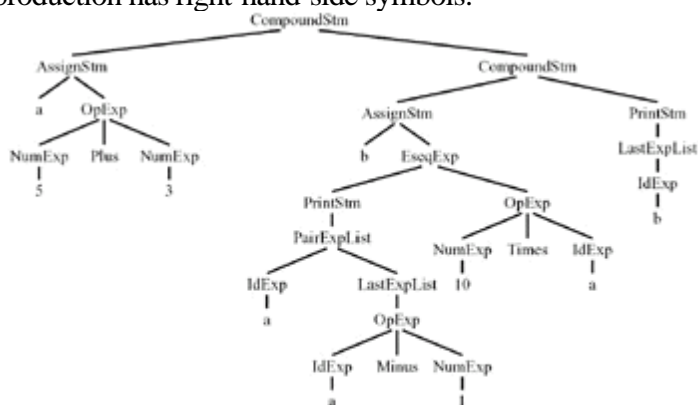 production has right-hand-side symbols.
CompoundStm
AssignStm CompoundStm
a OpExp AssignStm PrintStm
NumExp Plus NumExp b EseqExp LastExpList
5 3 IdExp
PrintStm OpExp b
PairExpList
NumExp Times IdExp
IdExp LastExpList 10 a
a OpExp
IdExp Minus NumExp
a 1